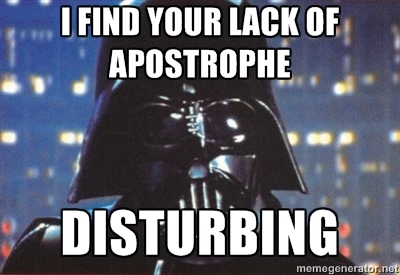 I FIND YOUR LACK OF
APOSTROPHE
DISTURBING
memegenerator.net